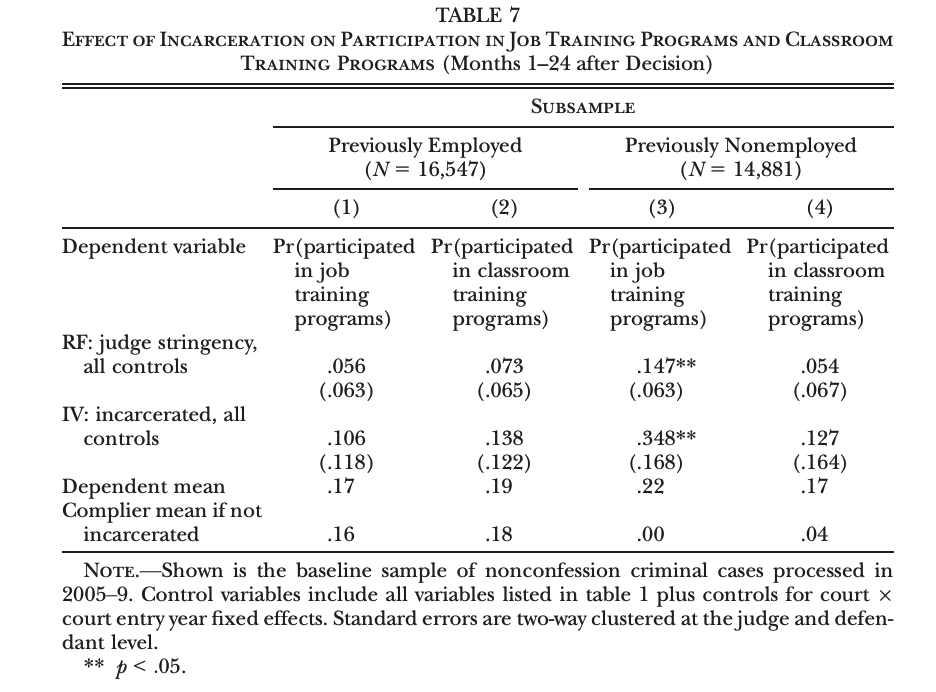 TABLE 7
Effect of Incarceration on Participation in Job Training Programs and Classroom
Training Programs (Months 1–24 after Decision)
Subsample
Previously Employed Previously Nonemployed
(N = 16,547) (N = 14,881)
(1) (2) (3) (4)
Dependent variable Pr(participated Pr(participated Pr(participated Pr(participated
in job in classroom in job in classroom
training training training training
programs) programs) programs) programs)
RF: judge stringency,
all controls .056 .073 .147** .054
(.063) (.065) (.063) (.067)
IV: incarcerated, all
controls .106 .138 .348** .127
(.118) (.122) (.168) (.164)
Dependent mean .17 .19 .22 .17
Complier mean if not
incarcerated .16 .18 .00 .04
Note.—Shown is the baseline sample of nonconfession criminal cases processed in
2005–9. Control variables include all variables listed in table 1 plus controls for court ×
court entry year fixed effects. Standard errors are two-way clustered at the judge and defen-
dant level.
** p < .05.